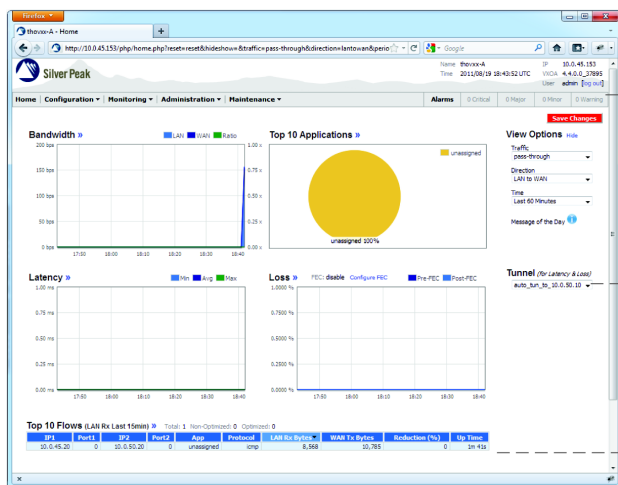 Firefox
thovxx-A - Home
http://10.0.45.153/php/home.php?reset=reset&hideshow=&traffic=pass-through&direction=lantowan&perio
Google
Silver Peak
Name thovxx-A IP 10.0.45.153
Time 2011/08/19 18:43:52 UTC VXOA 4.4.0.0_37895
User admin [log out]
Home Configuration Monitoring Administration Maintenance Alarms 0 Critical 0 Major 0 Minor 0 Warning
Save Changes
Bandwidth » LAN WAN Ratio
200 bps 1.00 x
150 bps 0.75 x
100 bps 0.50 x
50 bps 0.25 x
0 bps 0.00 x
17:50 18:00 18:10 18:20 18:30 18:40
Top 10 Applications »
unassigned
unassigned 100%
View Options Hide
Traffic
pass-through
Direction
LAN to WAN
Time
Last 60 Minutes
Message of the Day
Latency » Min Avg Max
1.00 ms
0.75 ms
0.50 ms
0.25 ms
0.00 ms
17:50 18:00 18:10 18:20 18:30 18:40
Loss » FEC: disable Configure FEC Pre-FEC Post-FEC
1.0000 %
0.7500 %
0.5000 %
0.2500 %
0.0000 %
17:50 18:00 18:10 18:20 18:30 18:40
Tunnel (for Latency & Loss)
auto_tun_to_10.0.50.10
Top 10 Flows (LAN Rx Last 15min) » Total: 1 Non-Optimized: 0 Optimized: 0
IP1 Port1 IP2 Port2 App Protocol LAN Rx Bytes WAN Tx Bytes Reduction (%) Up Time
10.0.45.20 0 10.0.50.20 0 unassigned icmp 8,568 10,785 0 1m 41s